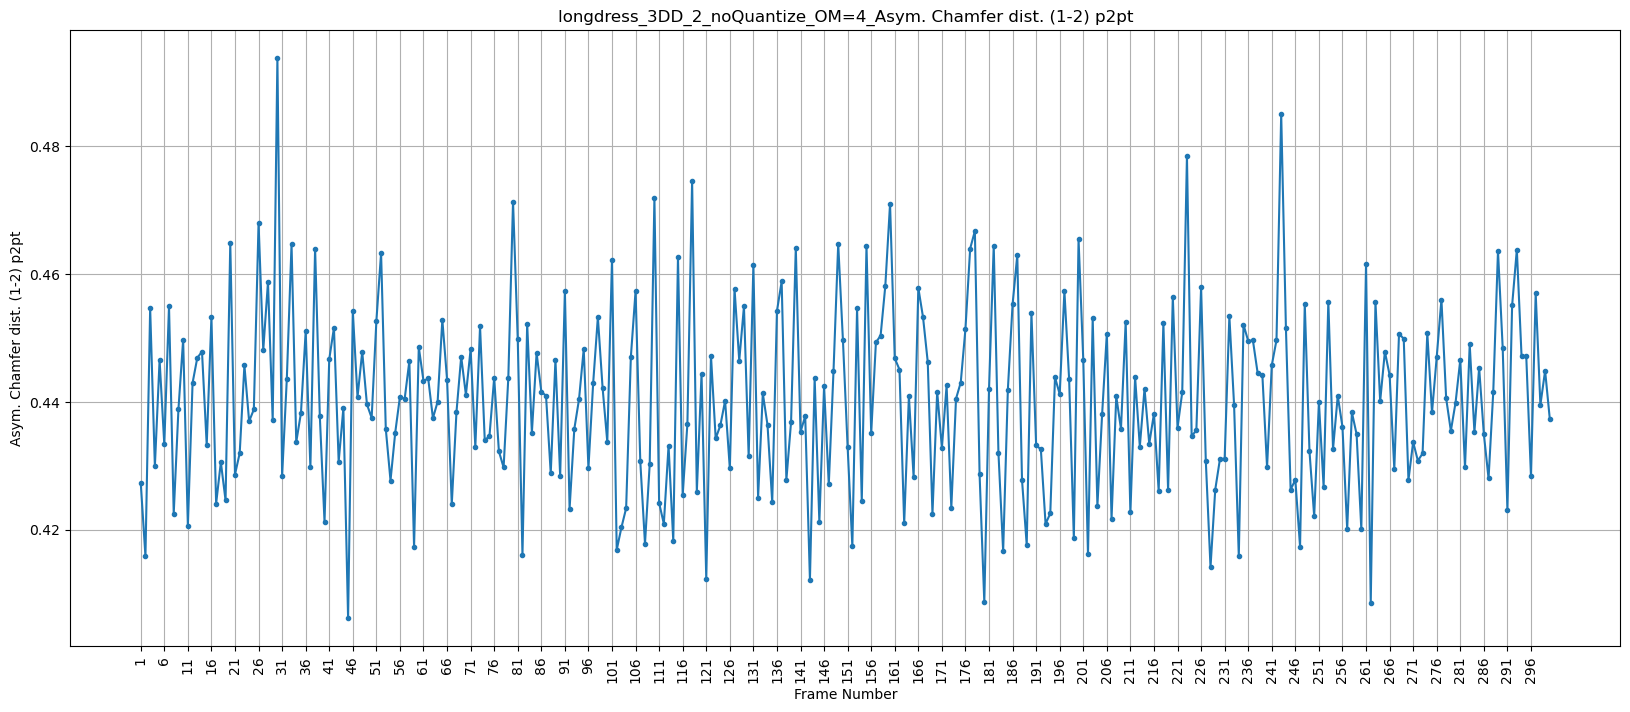 longdress_3DD_2_noQuantize_OM=4_Asym. Chamfer dist. (1-2) p2pt
Asym. Chamfer dist. (1-2) p2pt
0.48
0.46
0.44
0.42
1 6 11 16 21 26 31 36 41 46 51 56 61 66 71 76 81 86 91 96 101 106 111 116 121 126 131 136 141 146 151 156 161 166 171 176 181 186 191 196 201 206 211 216 221 226 231 236 241 246 251 256 261 266 271 276 281 286 291 296
Frame Number